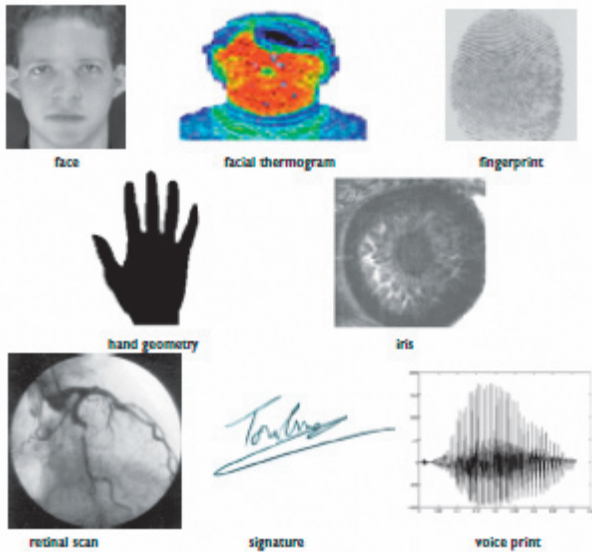 face
facial thermogram
fingerprint
hand geometry
iris
retinal scan
signature
voice print